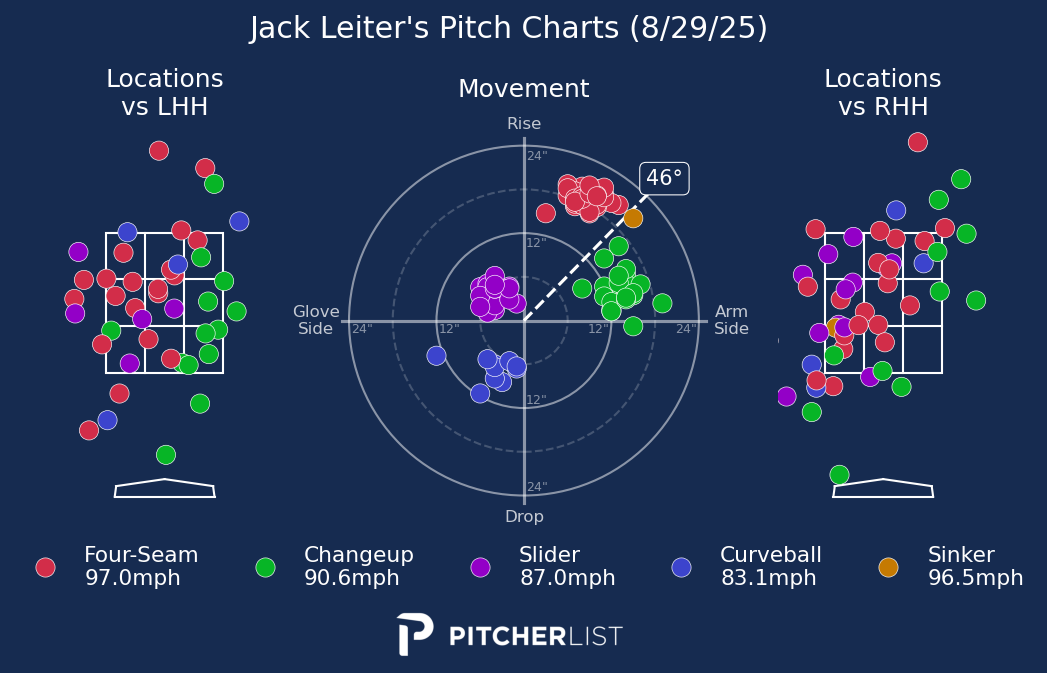 Jack Leiter's Pitch Charts (8/29/25)
Locations
vs LHH
Movement
Locations
vs RHH
Rise
24"
46°
12"
Glove
Side
24"
12"
12"
24"
Arm
Side
12"
24"
Drop
Four-Seam
97.0mph
Changeup
90.6mph
Slider
87.0mph
Curveball
83.1mph
Sinker
96.5mph
PITCHERLIST